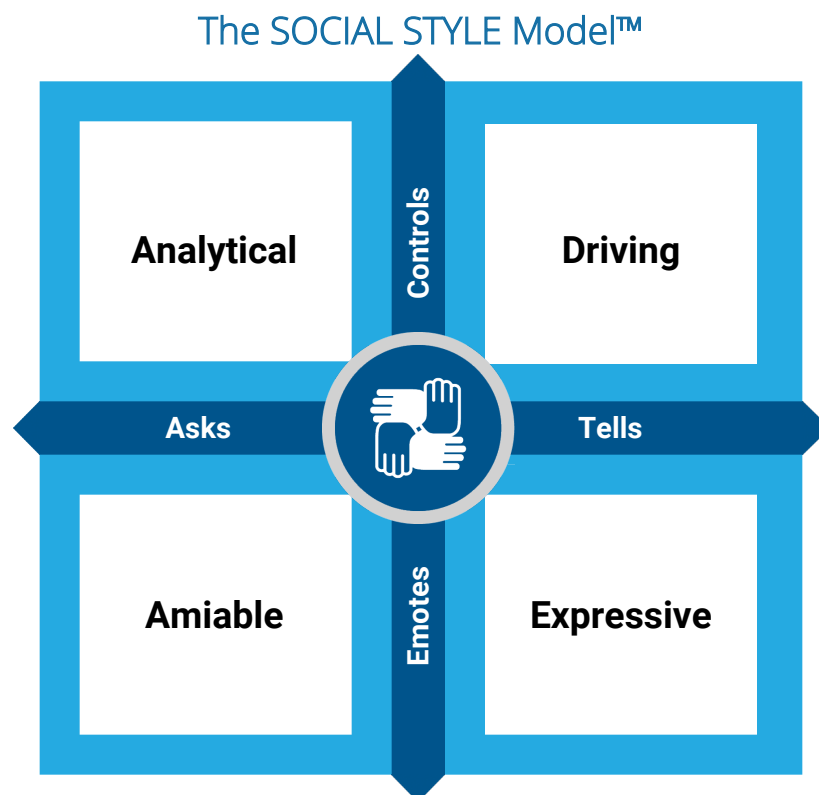 The SOCIAL STYLE Model™
Controls
Analytical
Driving
Asks
Tells
Amiable
Expressive
Emotes